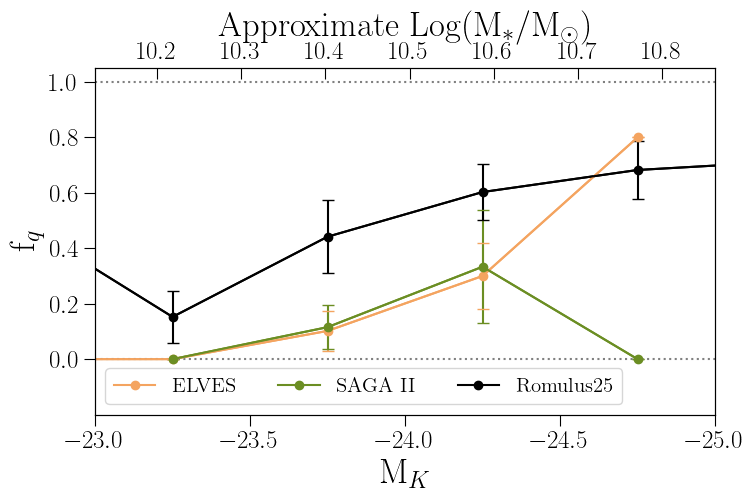 Approximate Log(M*/M☉)
10.2 10.3 10.4 10.5 10.6 10.7 10.8
1.0
0.8
0.6
f_q
0.4
0.2
0.0
ELVES SAGA II Romulus25
−23.0 −23.5 −24.0 −24.5 −25.0
M_K